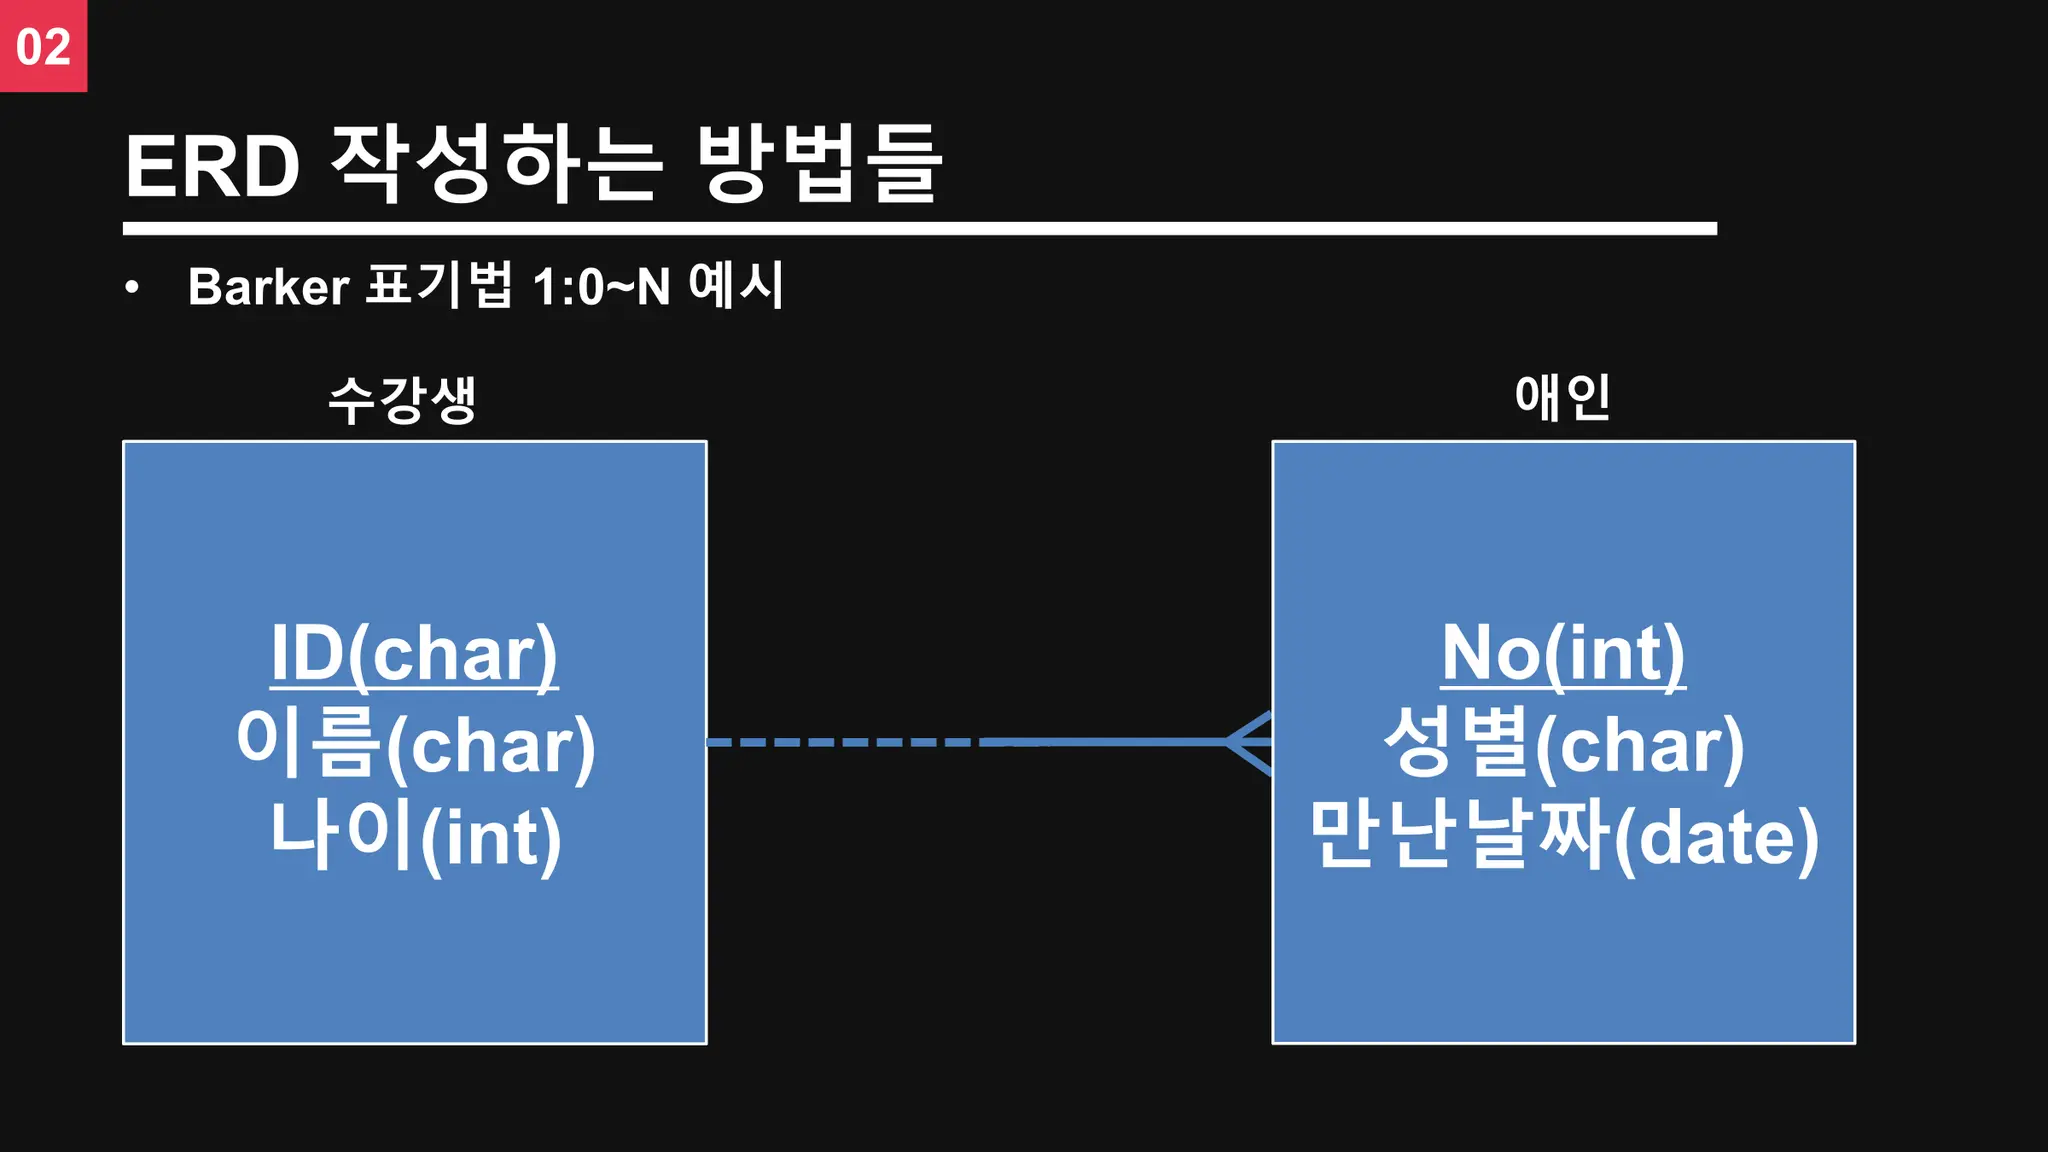 02
ERD 작성하는 방법들
• Barker 표기법 1:0~N 예시
수강생
애인
ID(char)
이름(char)
나이(int)
No(int)
성별(char)
만난날짜(date)